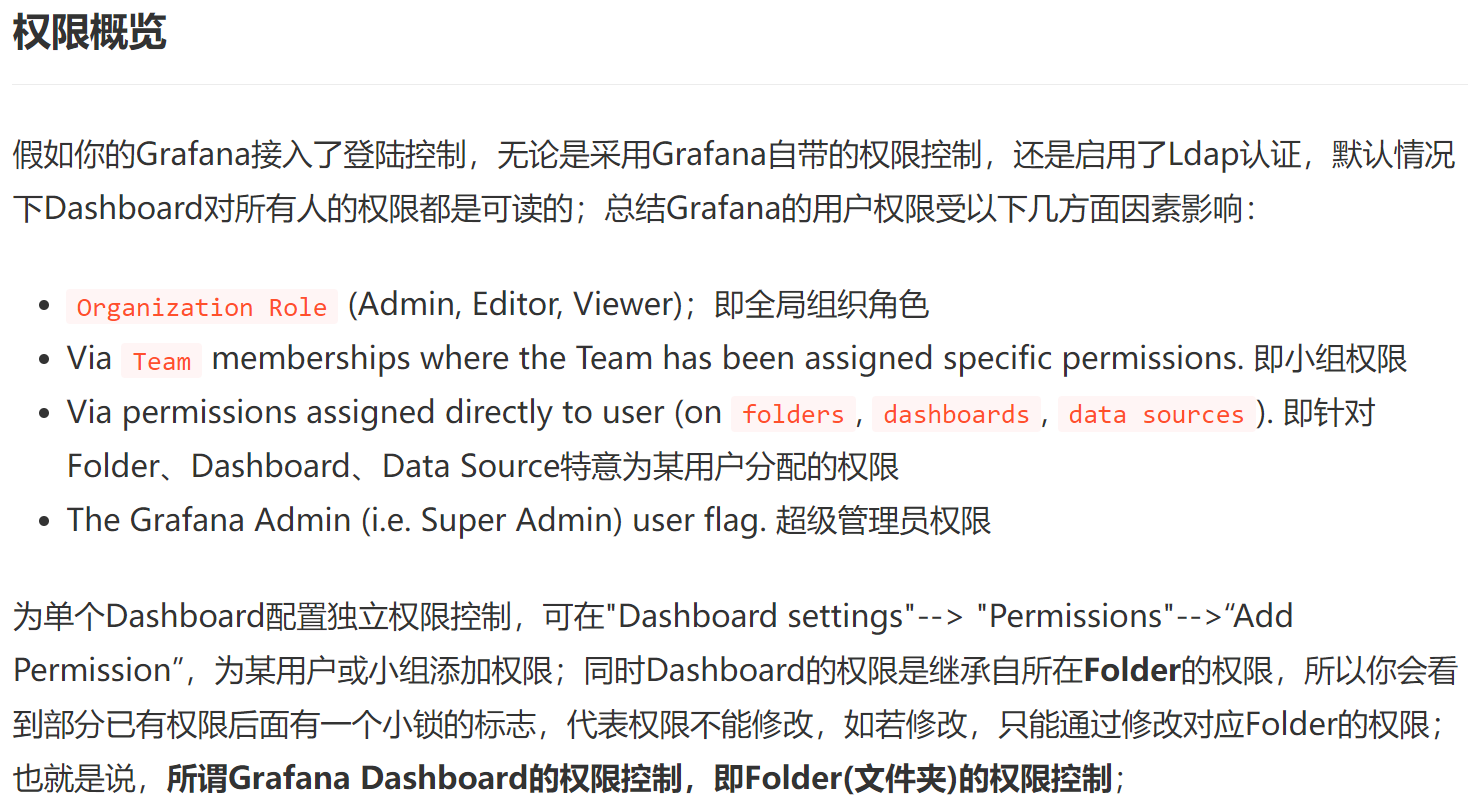 权限概览
假如你的Grafana接入了登陆控制，无论是采用Grafana自带的权限控制，还是启用了Ldap认证，默认情况
下Dashboard对所有人的权限都是可读的；总结Grafana的用户权限受以下几方面因素影响：
• Organization Role (Admin, Editor, Viewer)；即全局组织角色
• Via Team memberships where the Team has been assigned specific permissions. 即小组权限
• Via permissions assigned directly to user (on folders, dashboards, data sources). 即针对
Folder、Dashboard、Data Source特意为某用户分配的权限
• The Grafana Admin (i.e. Super Admin) user flag. 超级管理员权限
为单个Dashboard配置独立权限控制，可在"Dashboard settings"--> "Permissions"-->“Add
Permission”，为某用户或小组添加权限；同时Dashboard的权限是继承自所在Folder的权限，所以你会看
到部分已有权限后面有一个小锁的标志，代表权限不能修改，如若修改，只能通过修改对应Folder的权限；
也就是说，所谓Grafana Dashboard的权限控制，即Folder(文件夹)的权限控制；